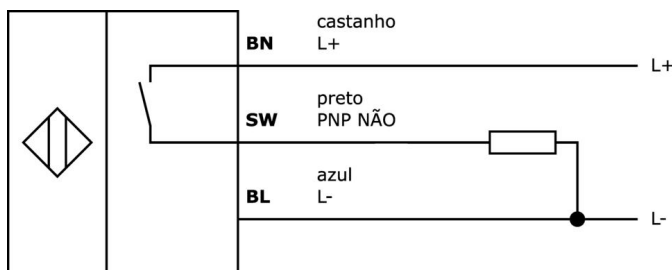 castanho
BN L+
L+
preto
SW PNP NÃO
azul
BL L-
L-